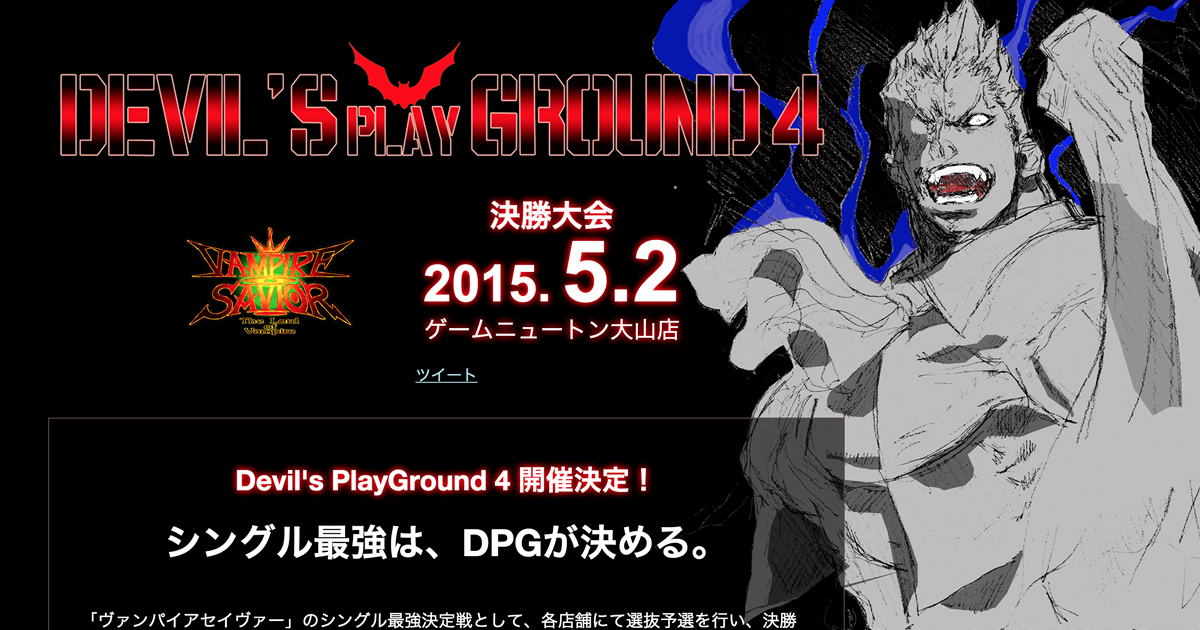 DEVIL'S PLAY GROUND 4
決勝大会
2015. 5.2
VAMPIRE
SAVIOR
The Lord
of
Vampire
ゲームニュートン大山店
ツイート
Devil's PlayGround 4 開催決定！
シングル最強は、DPGが決める。
「ヴァンパイアセイヴァー」のシングル最強決定戦として、各店舗にて選抜予選を行い、決勝